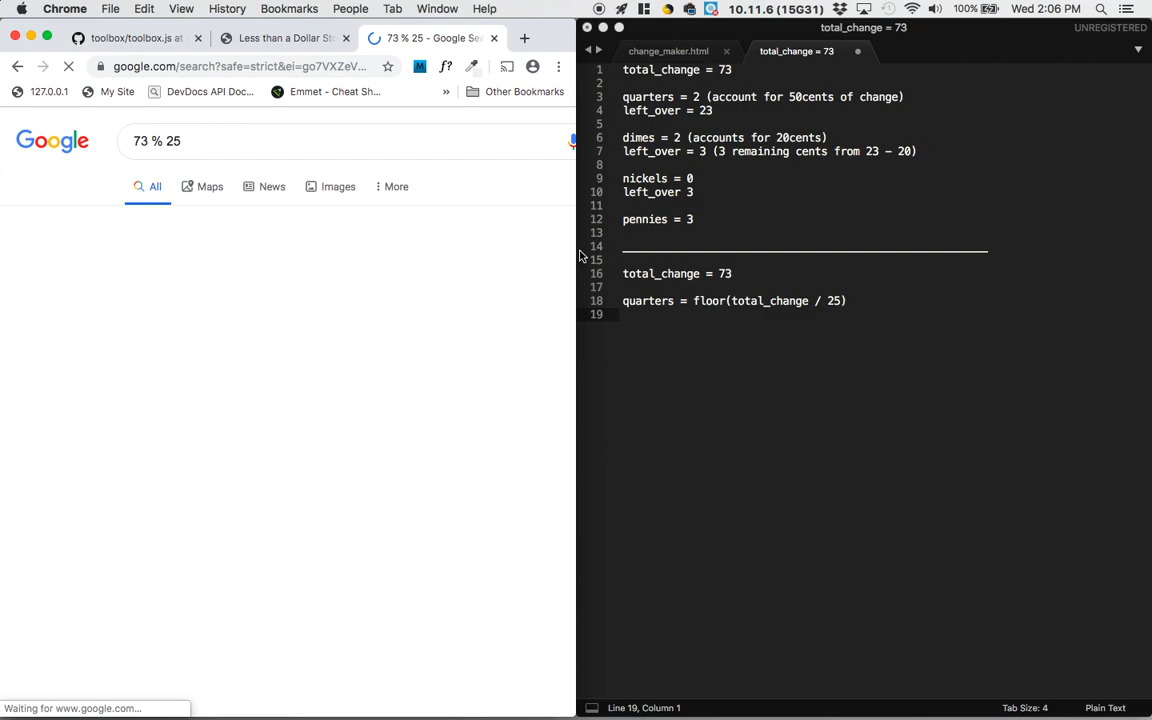 Chrome File Edit View History Bookmarks People Tab Window Help
10.11.6 (15G31) 100% Wed 2:06 PM
toolbox/toolbox.js at
Less than a Dollar Sto
73 % 25 - Google Sea
google.com/search?safe=strict&ei=go7VXZeV...
f?
127.0.0.1 My Site DevDocs API Doc... Emmet - Cheat Sh... » Other Bookmarks
Google
73 % 25
All Maps News Images More
Waiting for www.google.com...
total_change = 73
UNREGISTERED
change_maker.html
total_change = 73
1 total_change = 73
2
3 quarters = 2 (account for 50cents of change)
4 left_over = 23
5
6 dimes = 2 (accounts for 20cents)
7 left_over = 3 (3 remaining cents from 23 - 20)
8
9 nickels = 0
10 left_over 3
11
12 pennies = 3
13
14 ________________________________________
15
16 total_change = 73
17
18 quarters = floor(total_change / 25)
19
Line 19, Column 1
Tab Size: 4
Plain Text